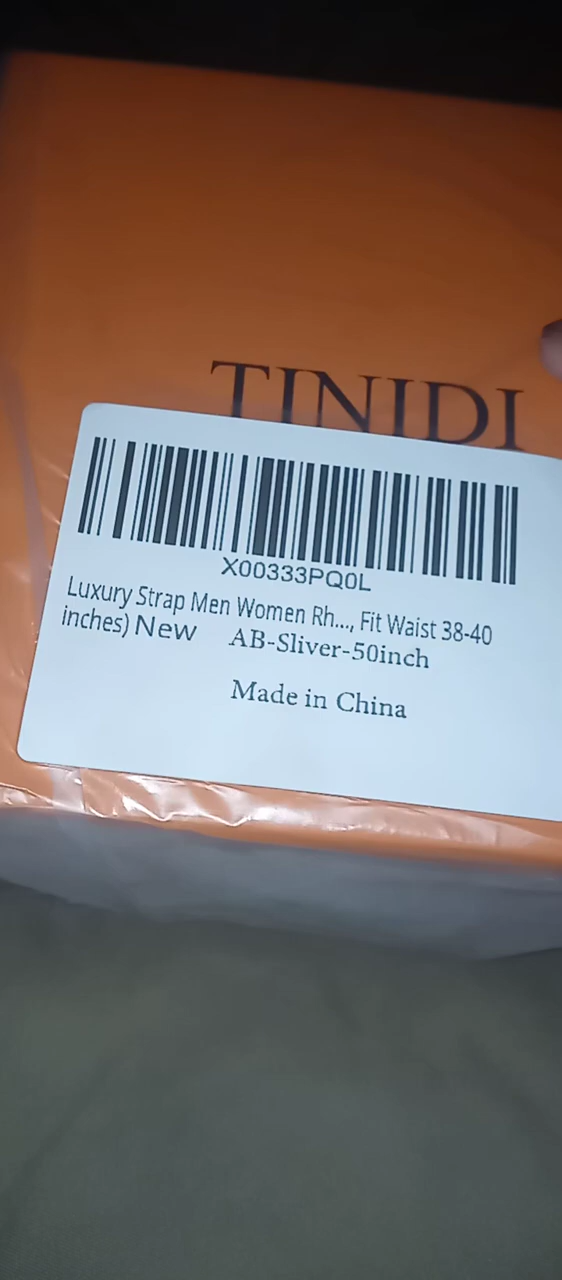 TINIDI
X00333PQ0L
Luxury Strap Men Women Rh..., Fit Waist 38-40
inches) New AB-Sliver-50inch
Made in China